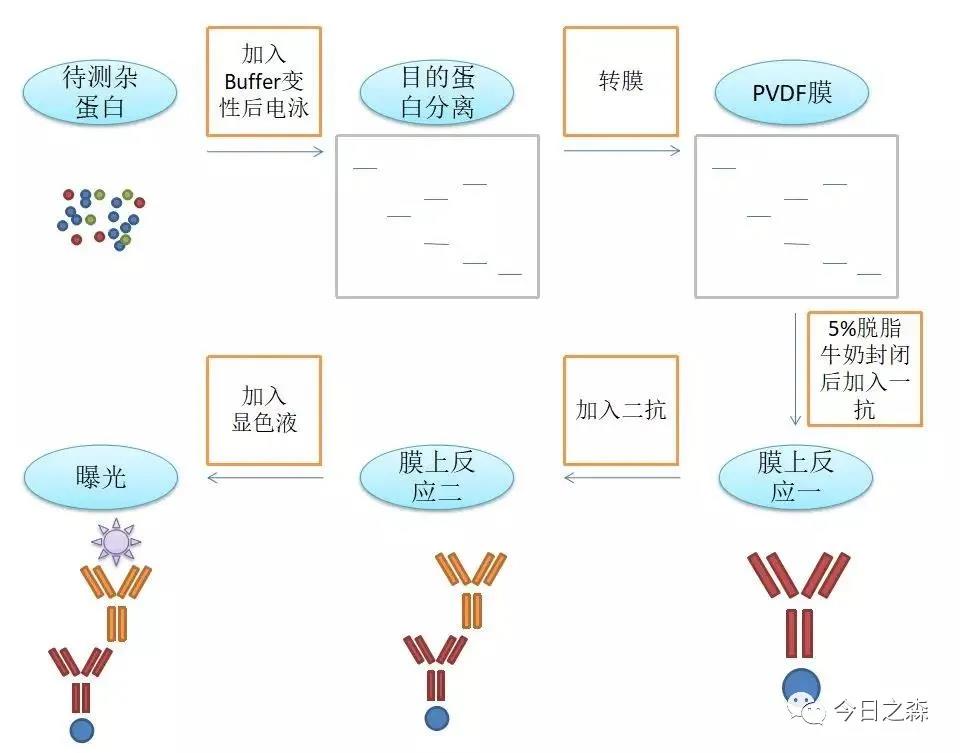 待测杂
蛋白
加入
Buffer变
性后电泳
目的蛋
白分离
转膜
PVDF膜
5%脱脂
牛奶封闭
后加入一
抗
膜上反
应一
加入二抗
膜上反
应二
加入
显色液
曝光
今日之森